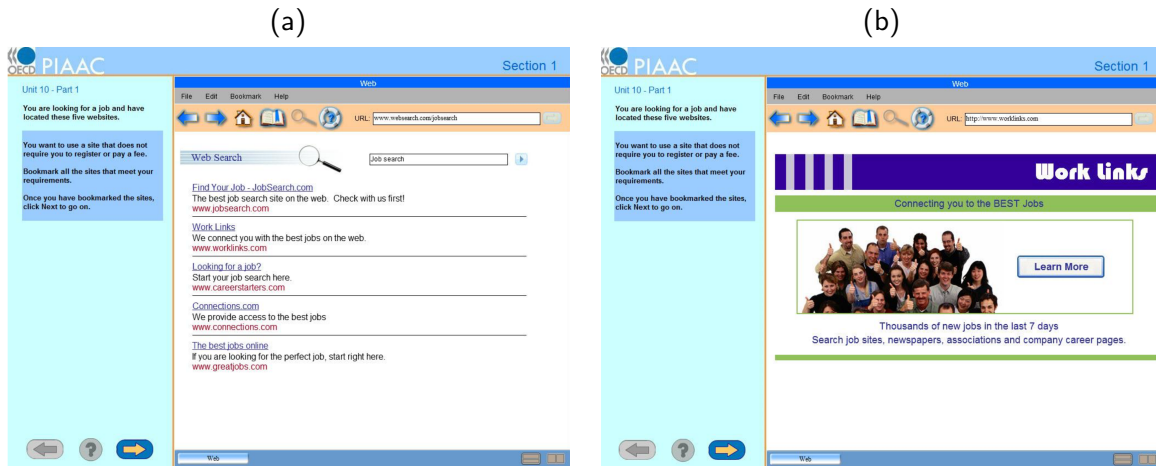 (a)
OECD PIAAC
Section 1
Unit 10 - Part 1
You are looking for a job and have
located these five websites.
You want to use a site that does not
require you to register or pay a fee.
Bookmark all the sites that meet your
requirements.
Once you have bookmarked the sites,
click Next to go on.
Web
File Edit Bookmark Help
URL: www.websearch.com/jobsearch
Web Search
Job search
Find Your Job - JobSearch.com
The best job search site on the web. Check with us first!
www.jobsearch.com
Work Links
We connect you with the best jobs on the web.
www.worklinks.com
Looking for a job?
Start your job search here.
www.careerstarters.com
Connections.com
We provide access to the best jobs
www.connections.com
The best jobs online
If you are looking for the perfect job, start right here.
www.greatjobs.com
?
Web
(b)
OECD PIAAC
Section 1
Unit 10 - Part 1
You are looking for a job and have
located these five websites.
You want to use a site that does not
require you to register or pay a fee.
Bookmark all the sites that meet your
requirements.
Once you have bookmarked the sites,
click Next to go on.
Web
File Edit Bookmark Help
URL: http://www.worklinks.com
Work Links
Connecting you to the BEST Jobs
Learn More
Thousands of new jobs in the last 7 days
Search job sites, newspapers, associations and company career pages.
?
Web